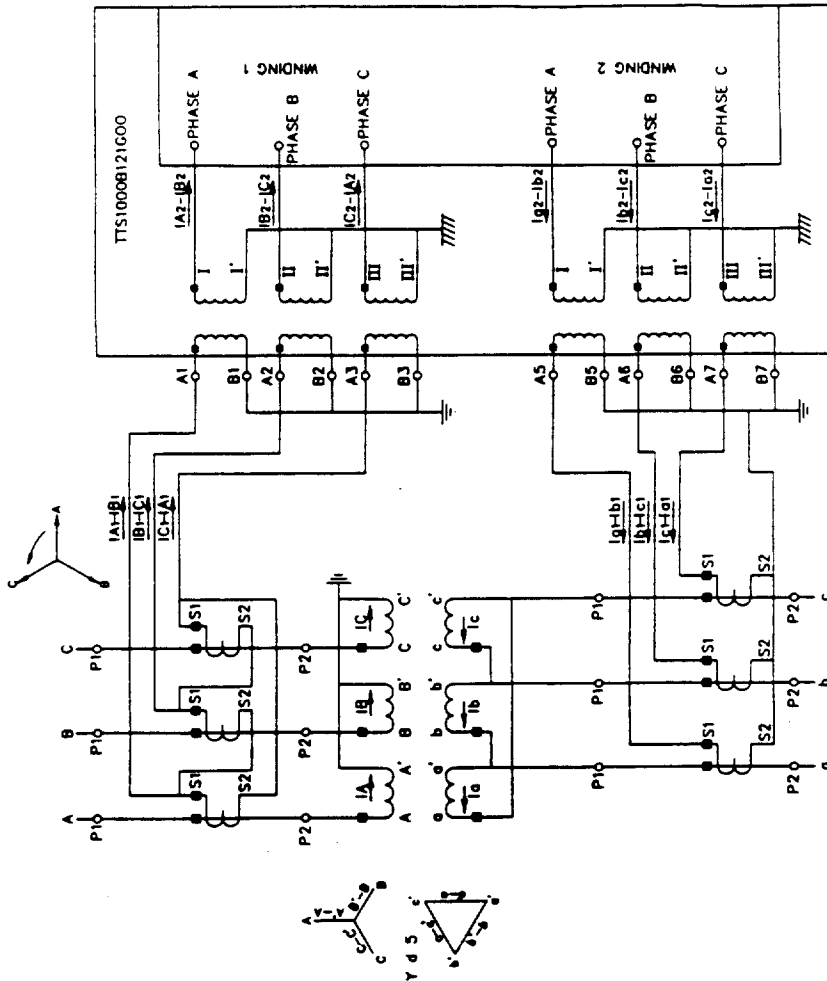 TTS1000B121G00
WINDING 1
PHASE A
PHASE B
PHASE C
WINDING 2
PHASE A
PHASE B
PHASE C
IA2-IB2
IB2-IC2
IC2-IA2
Ia2-Ib2
Ib2-Ic2
Ic2-Ia2
I
I'
II
II'
III
III'
I
I'
II
II'
III
III'
A1
B1
A2
B2
A3
B3
A5
B5
A6
B6
A7
B7
C
A
B
IA1-IB1
IB1-IC1
IC1-IA1
Ia1-Ib1
Ib1-Ic1
Ic1-Ia1
C
P1
S1
S2
P2
B
P1
S1
S2
P2
A
P1
S1
S2
P2
IC
C
C'
IB
B
B'
IA
A
A'
c
c'
Ic
b
b'
Ib
a
a'
Ia
P1
S1
S2
P2
c
P1
S1
S2
P2
b
P1
S1
S2
P2
a
A
A'-A
B'-B
B
C'-C
C
Y d 5
c'
b'
a'